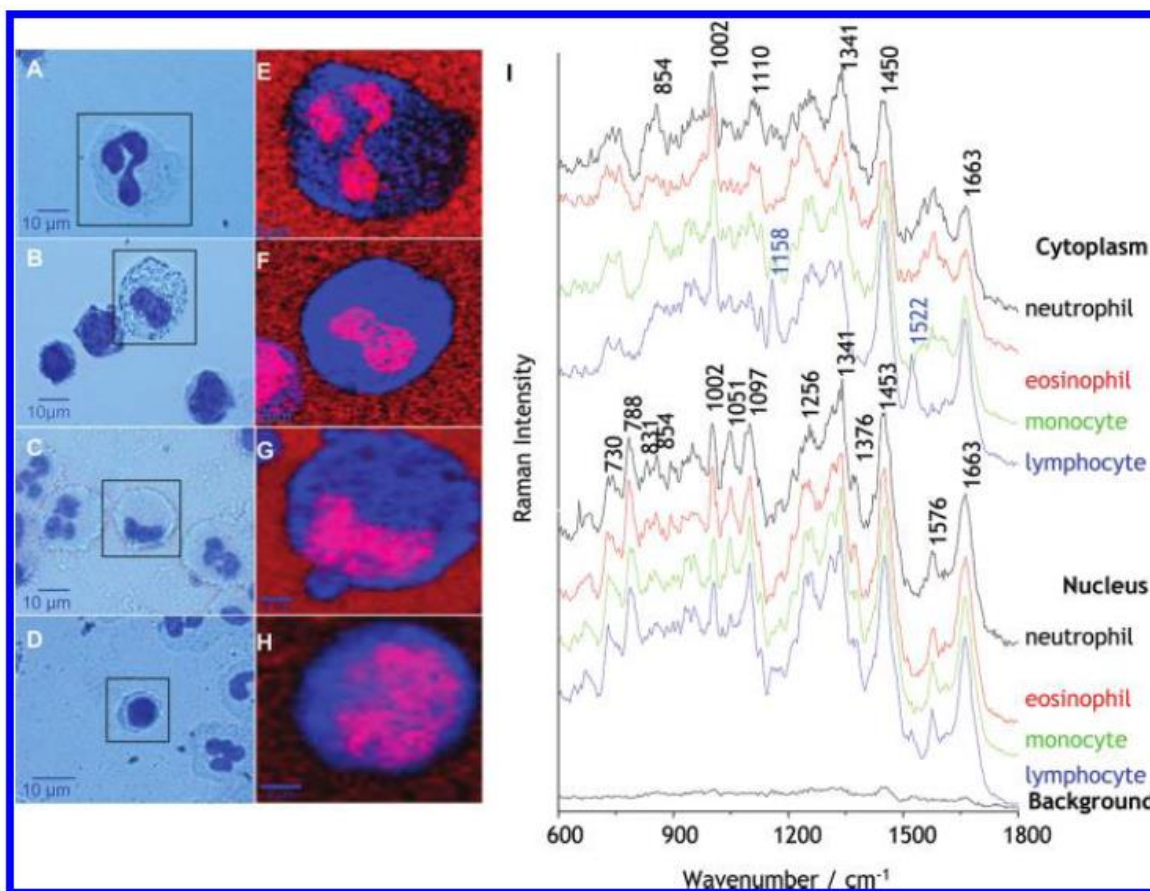 A
10 µm
B
10µm
C
10 µm
D
10 µm
E
F
G
H
I
854
1002
1110
1341
1450
1663
1158
1522
Cytoplasm
neutrophil
eosinophil
monocyte
lymphocyte
730
788
831
854
1002
1051
1097
1256
1341
1376
1453
1576
1663
Nucleus
neutrophil
eosinophil
monocyte
lymphocyte
Background
Raman Intensity
600 900 1200 1500 1800
Wavenumber / cm⁻¹